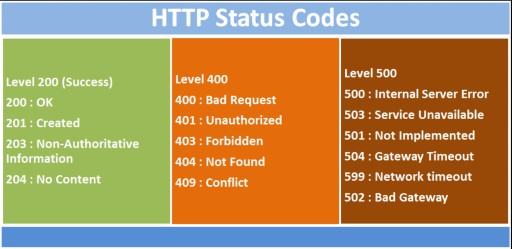 HTTP Status Codes
Level 200 (Success)
200 : OK
201 : Created
203 : Non-Authoritative
Information
204 : No Content
Level 400
400 : Bad Request
401 : Unauthorized
403 : Forbidden
404 : Not Found
409 : Conflict
Level 500
500 : Internal Server Error
503 : Service Unavailable
501 : Not Implemented
504 : Gateway Timeout
599 : Network timeout
502 : Bad Gateway